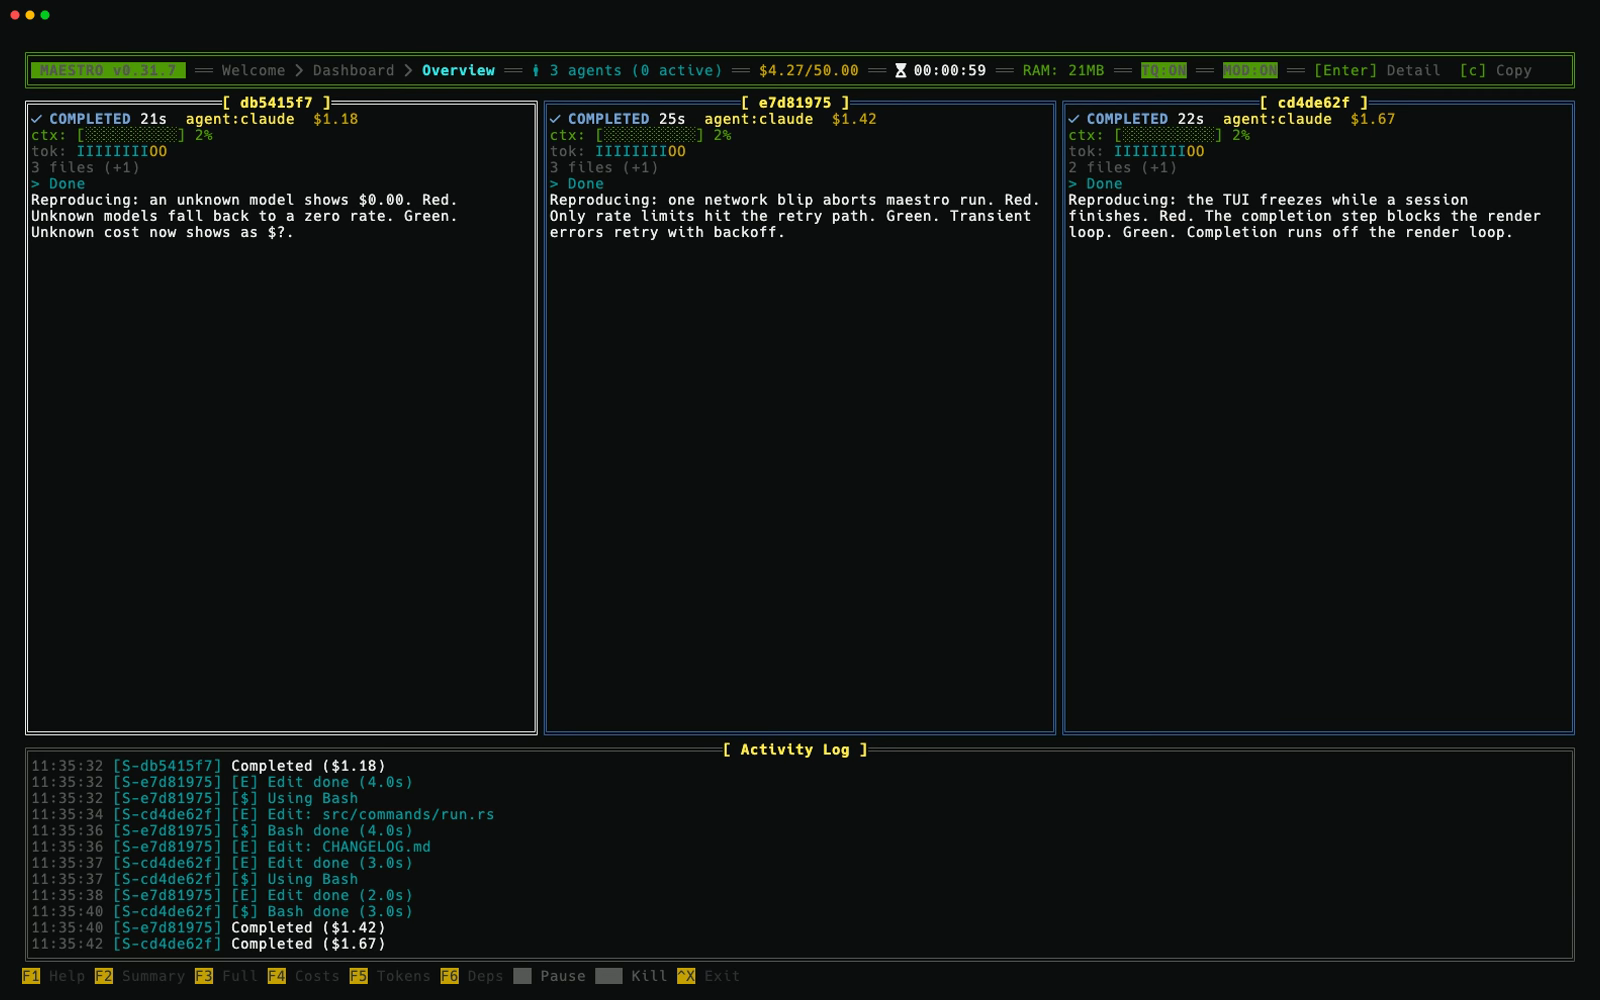 MAESTRO v0.31.7 == Welcome > Dashboard > Overview == 3 agents (0 active) == $4.27/50.00 == 00:00:59 == RAM: 21MB == TQ:ON == MOD:ON == [Enter] Detail [c] Copy
[ db5415f7 ]
✓ COMPLETED 21s agent:claude $1.18
ctx: [░░░░░░░░░░] 2%
tok: IIIIIIIIOO
3 files (+1)
> Done
Reproducing: an unknown model shows $0.00. Red.
Unknown models fall back to a zero rate. Green.
Unknown cost now shows as $?.
[ e7d81975 ]
✓ COMPLETED 25s agent:claude $1.42
ctx: [░░░░░░░░░░] 2%
tok: IIIIIIIIOO
3 files (+1)
> Done
Reproducing: one network blip aborts maestro run. Red.
Only rate limits hit the retry path. Green. Transient
errors retry with backoff.
[ cd4de62f ]
✓ COMPLETED 22s agent:claude $1.67
ctx: [░░░░░░░░░░] 2%
tok: IIIIIIIIOO
2 files (+1)
> Done
Reproducing: the TUI freezes while a session
finishes. Red. The completion step blocks the render
loop. Green. Completion runs off the render loop.
[ Activity Log ]
11:35:32 [S-db5415f7] Completed ($1.18)
11:35:32 [S-e7d81975] [E] Edit done (4.0s)
11:35:32 [S-e7d81975] [$] Using Bash
11:35:34 [S-cd4de62f] [E] Edit: src/commands/run.rs
11:35:36 [S-e7d81975] [$] Bash done (4.0s)
11:35:36 [S-e7d81975] [E] Edit: CHANGELOG.md
11:35:37 [S-cd4de62f] [E] Edit done (3.0s)
11:35:37 [S-cd4de62f] [$] Using Bash
11:35:38 [S-e7d81975] [E] Edit done (2.0s)
11:35:40 [S-cd4de62f] [$] Bash done (3.0s)
11:35:40 [S-e7d81975] Completed ($1.42)
11:35:42 [S-cd4de62f] Completed ($1.67)
F1 Help F2 Summary F3 Full F4 Costs F5 Tokens F6 Deps Pause Kill ^X Exit